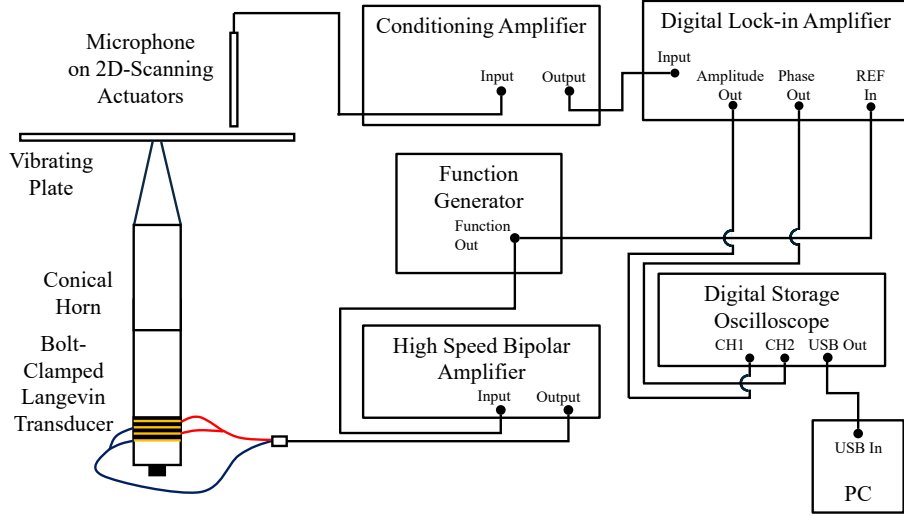 Microphone
on 2D-Scanning
Actuators
Vibrating
Plate
Conical
Horn
Bolt-
Clamped
Langevin
Transducer
Conditioning Amplifier
Input
Output
Digital Lock-in Amplifier
Input
Amplitude
Out
Phase
Out
REF
In
Function
Generator
Function
Out
High Speed Bipolar
Amplifier
Input
Output
Digital Storage
Oscilloscope
CH1
CH2
USB Out
USB In
PC